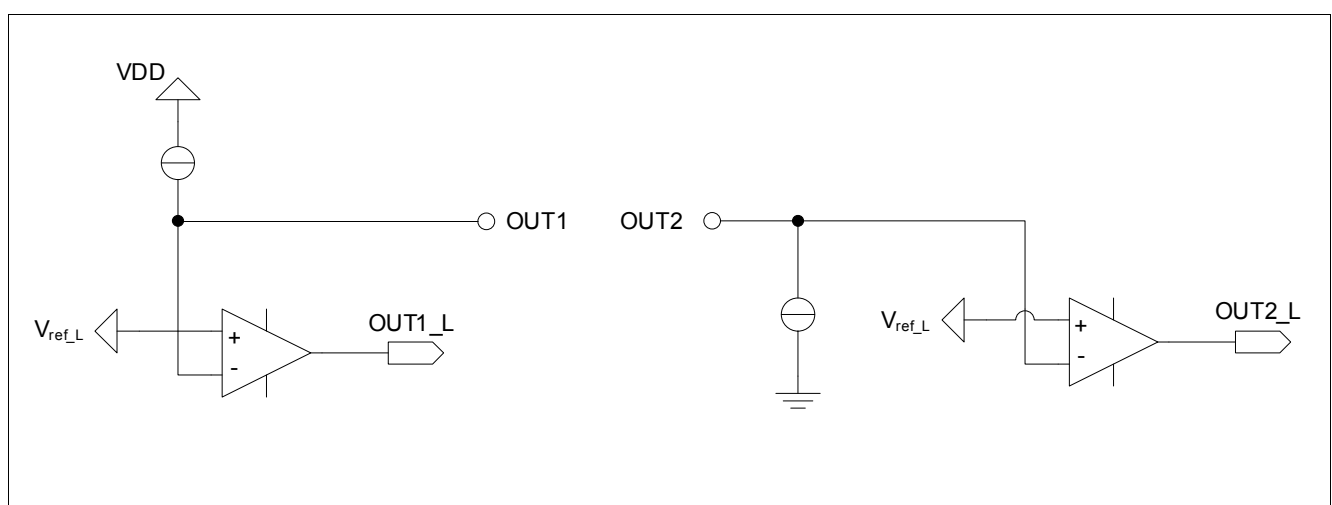 VDD
OUT1
OUT2
Vref_L
+
-
OUT1_L
Vref_L
+
-
OUT2_L